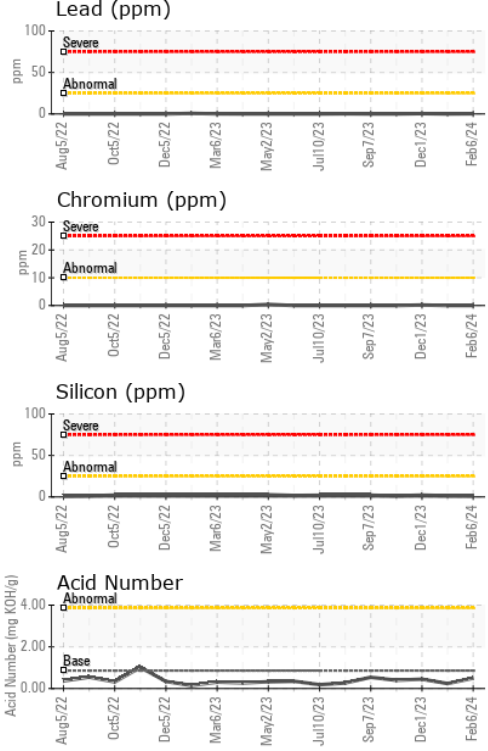 Lead (ppm)
100
Severe
ppm
50
Abnormal
0
Aug5/22
Oct5/22
Dec5/22
Mar6/23
May2/23
Jul10/23
Sep7/23
Dec1/23
Feb6/24
Chromium (ppm)
30
Severe
ppm
20
Abnormal
10
0
Aug5/22
Oct5/22
Dec5/22
Mar6/23
May2/23
Jul10/23
Sep7/23
Dec1/23
Feb6/24
Silicon (ppm)
100
Severe
ppm
50
Abnormal
0
Aug5/22
Oct5/22
Dec5/22
Mar6/23
May2/23
Jul10/23
Sep7/23
Dec1/23
Feb6/24
Acid Number
Acid Number (mg KOH/g)
4.00
Abnormal
2.00
Base
0.00
Aug5/22
Oct5/22
Dec5/22
Mar6/23
May2/23
Jul10/23
Sep7/23
Dec1/23
Feb6/24